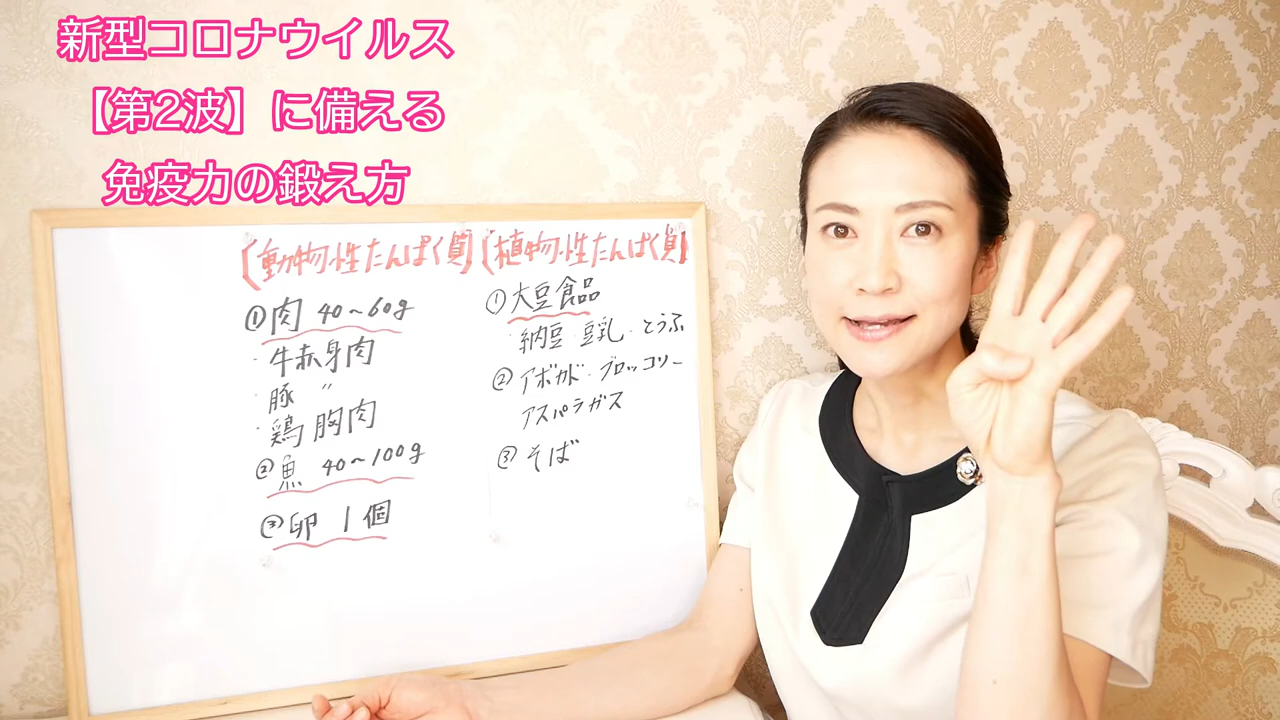 新型コロナウイルス
【第2波】に備える
免疫力の鍛え方
【動物性たんぱく質】
① 肉 40~60g
・牛赤身肉
・豚 〃
・鶏胸肉
② 魚 40~100g
③ 卵 1個
【植物性たんぱく質】
① 大豆食品
・納豆 豆乳・とうふ
② アボカド・ブロッコリー
アスパラガス
③ そば